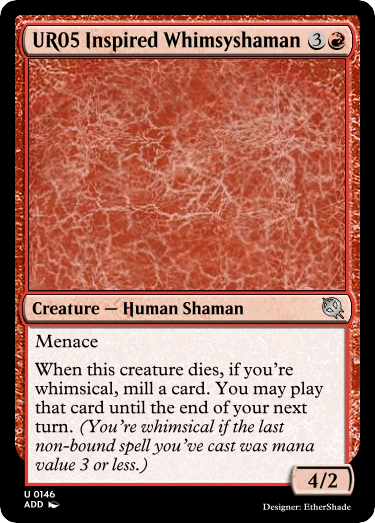 UR05 Inspired Whimsyshaman 3
Creature — Human Shaman
Menace
When this creature dies, if you're
whimsical, mill a card. You may play
that card until the end of your next
turn. (You're whimsical if the last
non-bound spell you've cast was mana
value 3 or less.)
4/2
U 0146
ADD
Designer: EtherShade